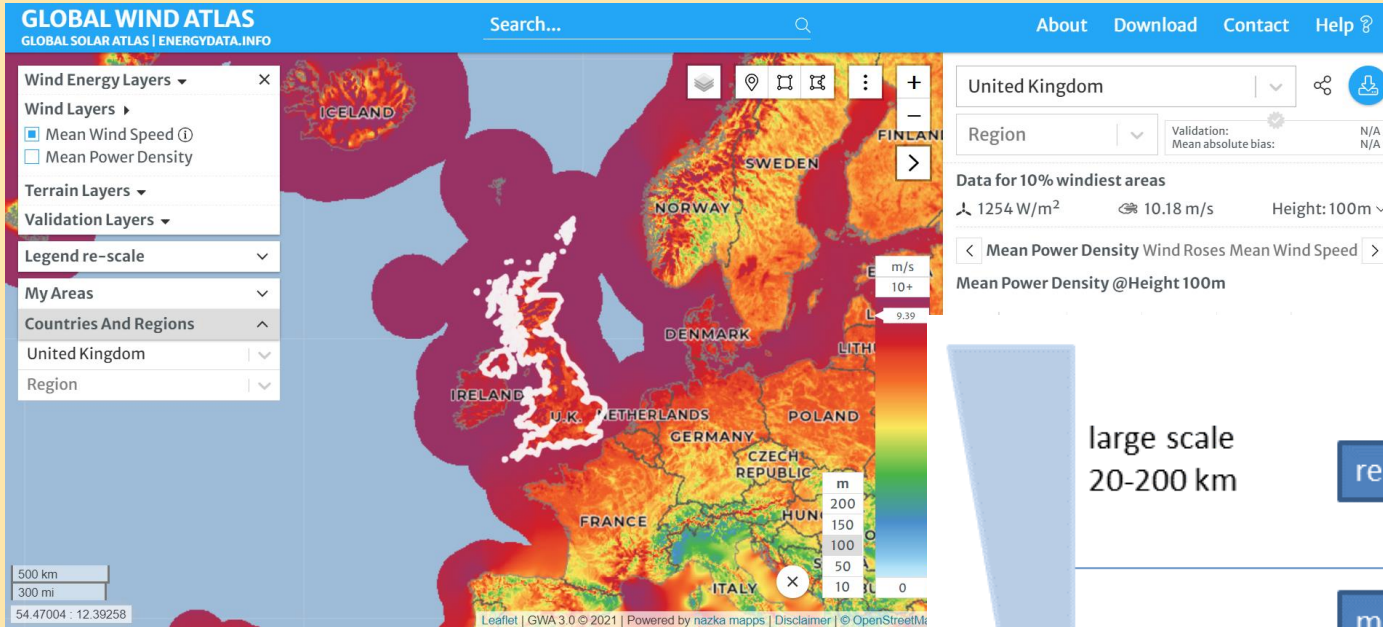 GLOBAL WIND ATLAS
GLOBAL SOLAR ATLAS | ENERGYDATA.INFO
Search...
About Download Contact Help
Wind Energy Layers
Wind Layers
Mean Wind Speed
Mean Power Density
Terrain Layers
Validation Layers
Legend re-scale
My Areas
Countries And Regions
United Kingdom
Region
500 km
300 mi
54.47004 : 12.39258
ICELAND
FINLAN
SWEDEN
NORWAY
DENMARK
LITH
IRELAND
U.K.
NETHERLANDS
POLAND
GERMANY
CZECH
REPUBLIC
FRANCE
HUN
ITALY
m/s
10+
9.39
0
m
200
150
100
50
10
Leaflet | GWA 3.0 © 2021 | Powered by nazka mapps | Disclaimer | © OpenStreetMa
United Kingdom
Region
Validation: N/A
Mean absolute bias: N/A
Data for 10% windiest areas
1254 W/m² 10.18 m/s Height: 100m
Mean Power Density Wind Roses Mean Wind Speed
Mean Power Density @Height 100m
large scale
20-200 km
re
m